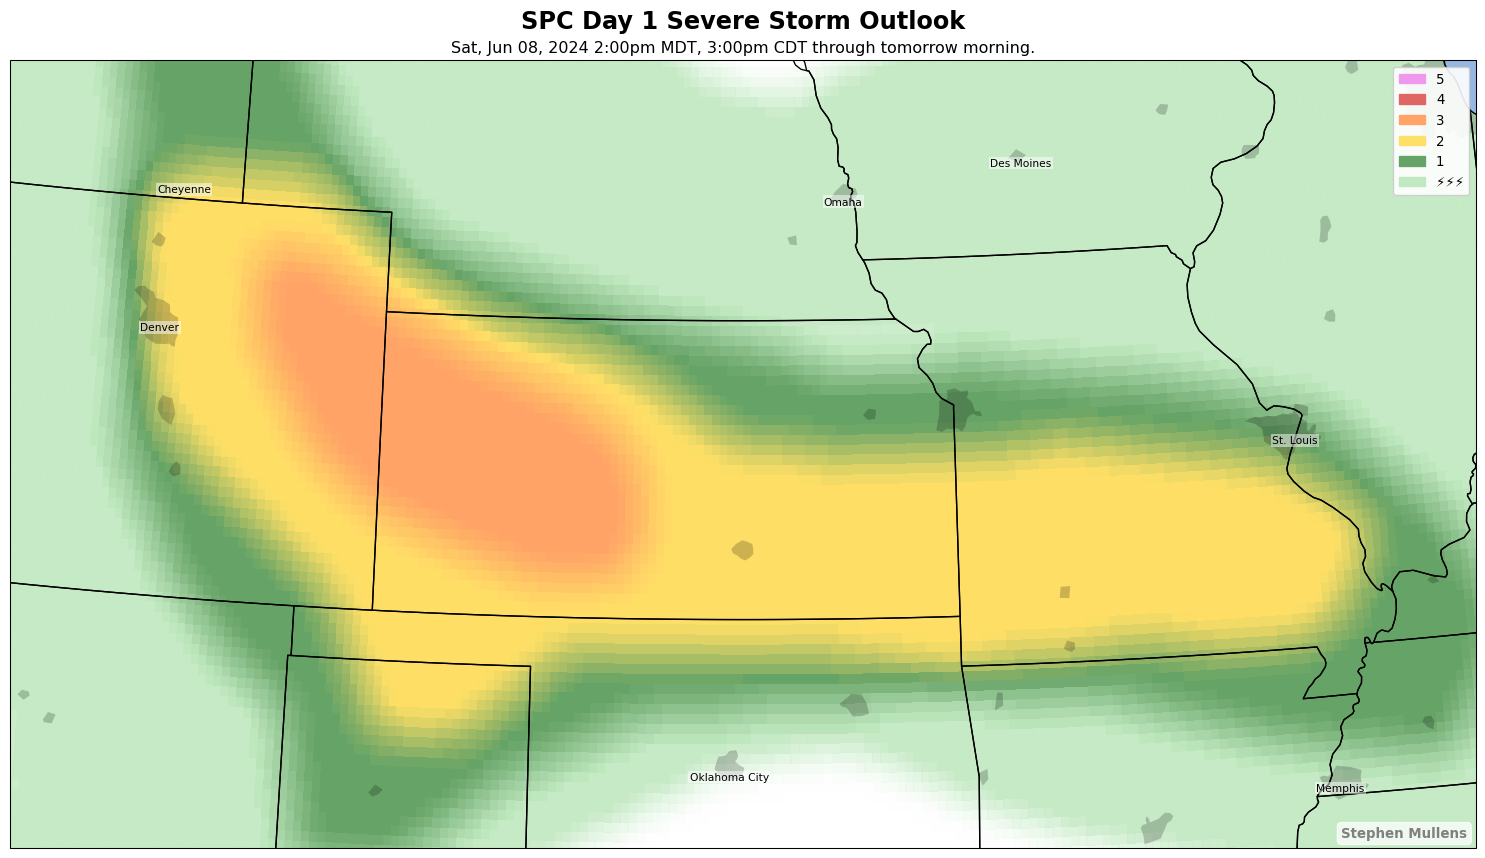 SPC Day 1 Severe Storm Outlook
Sat, Jun 08, 2024 2:00pm MDT, 3:00pm CDT through tomorrow morning.
5
4
3
2
1
⚡⚡⚡
Des Moines
Cheyenne
Omaha
Denver
St. Louis
Oklahoma City
Memphis
Stephen Mullens